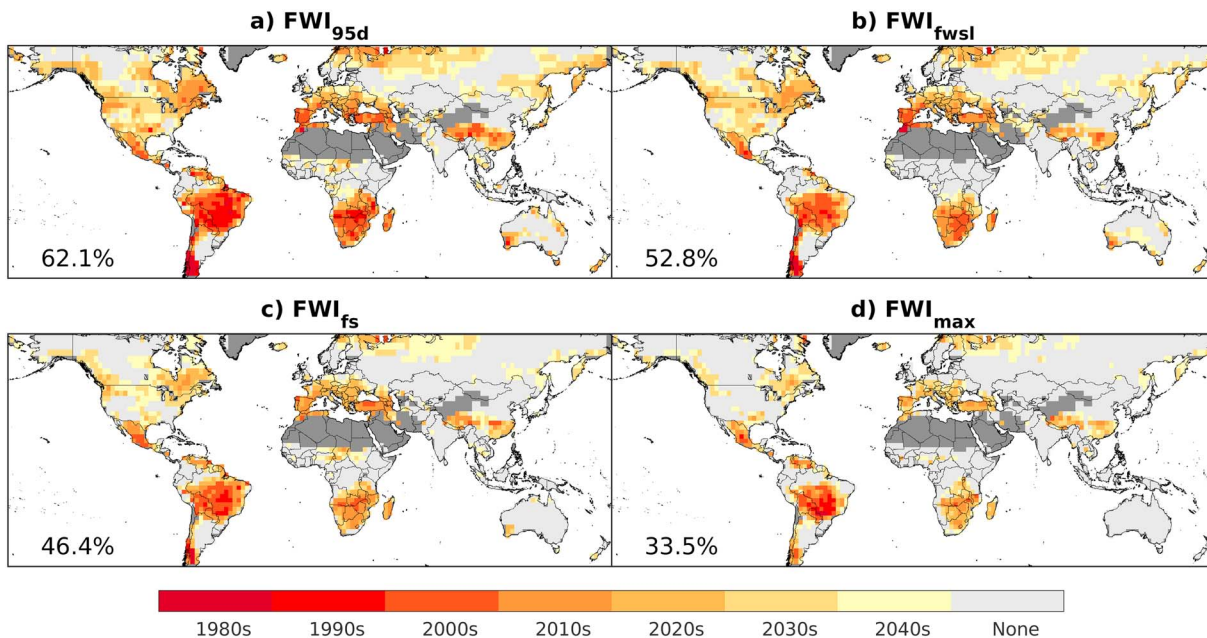 a) FWI95d
b) FWIfwsl
62.1%
52.8%
c) FWIfs
d) FWImax
46.4%
33.5%
1980s 1990s 2000s 2010s 2020s 2030s 2040s None